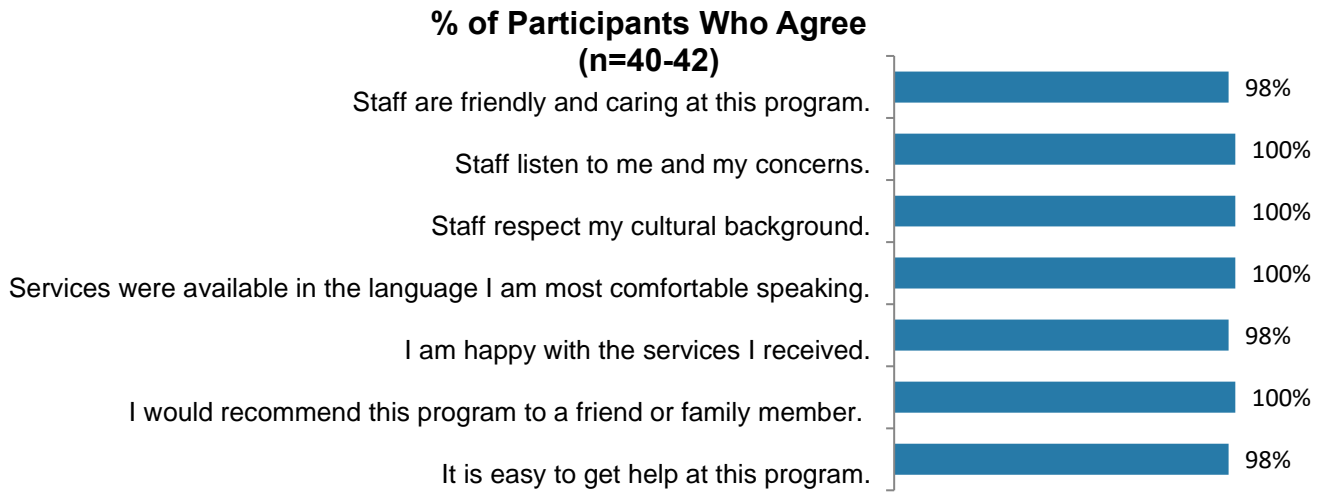 % of Participants Who Agree
(n=40-42)
Staff are friendly and caring at this program. 98%
Staff listen to me and my concerns. 100%
Staff respect my cultural background. 100%
Services were available in the language I am most comfortable speaking. 100%
I am happy with the services I received. 98%
I would recommend this program to a friend or family member. 100%
It is easy to get help at this program. 98%